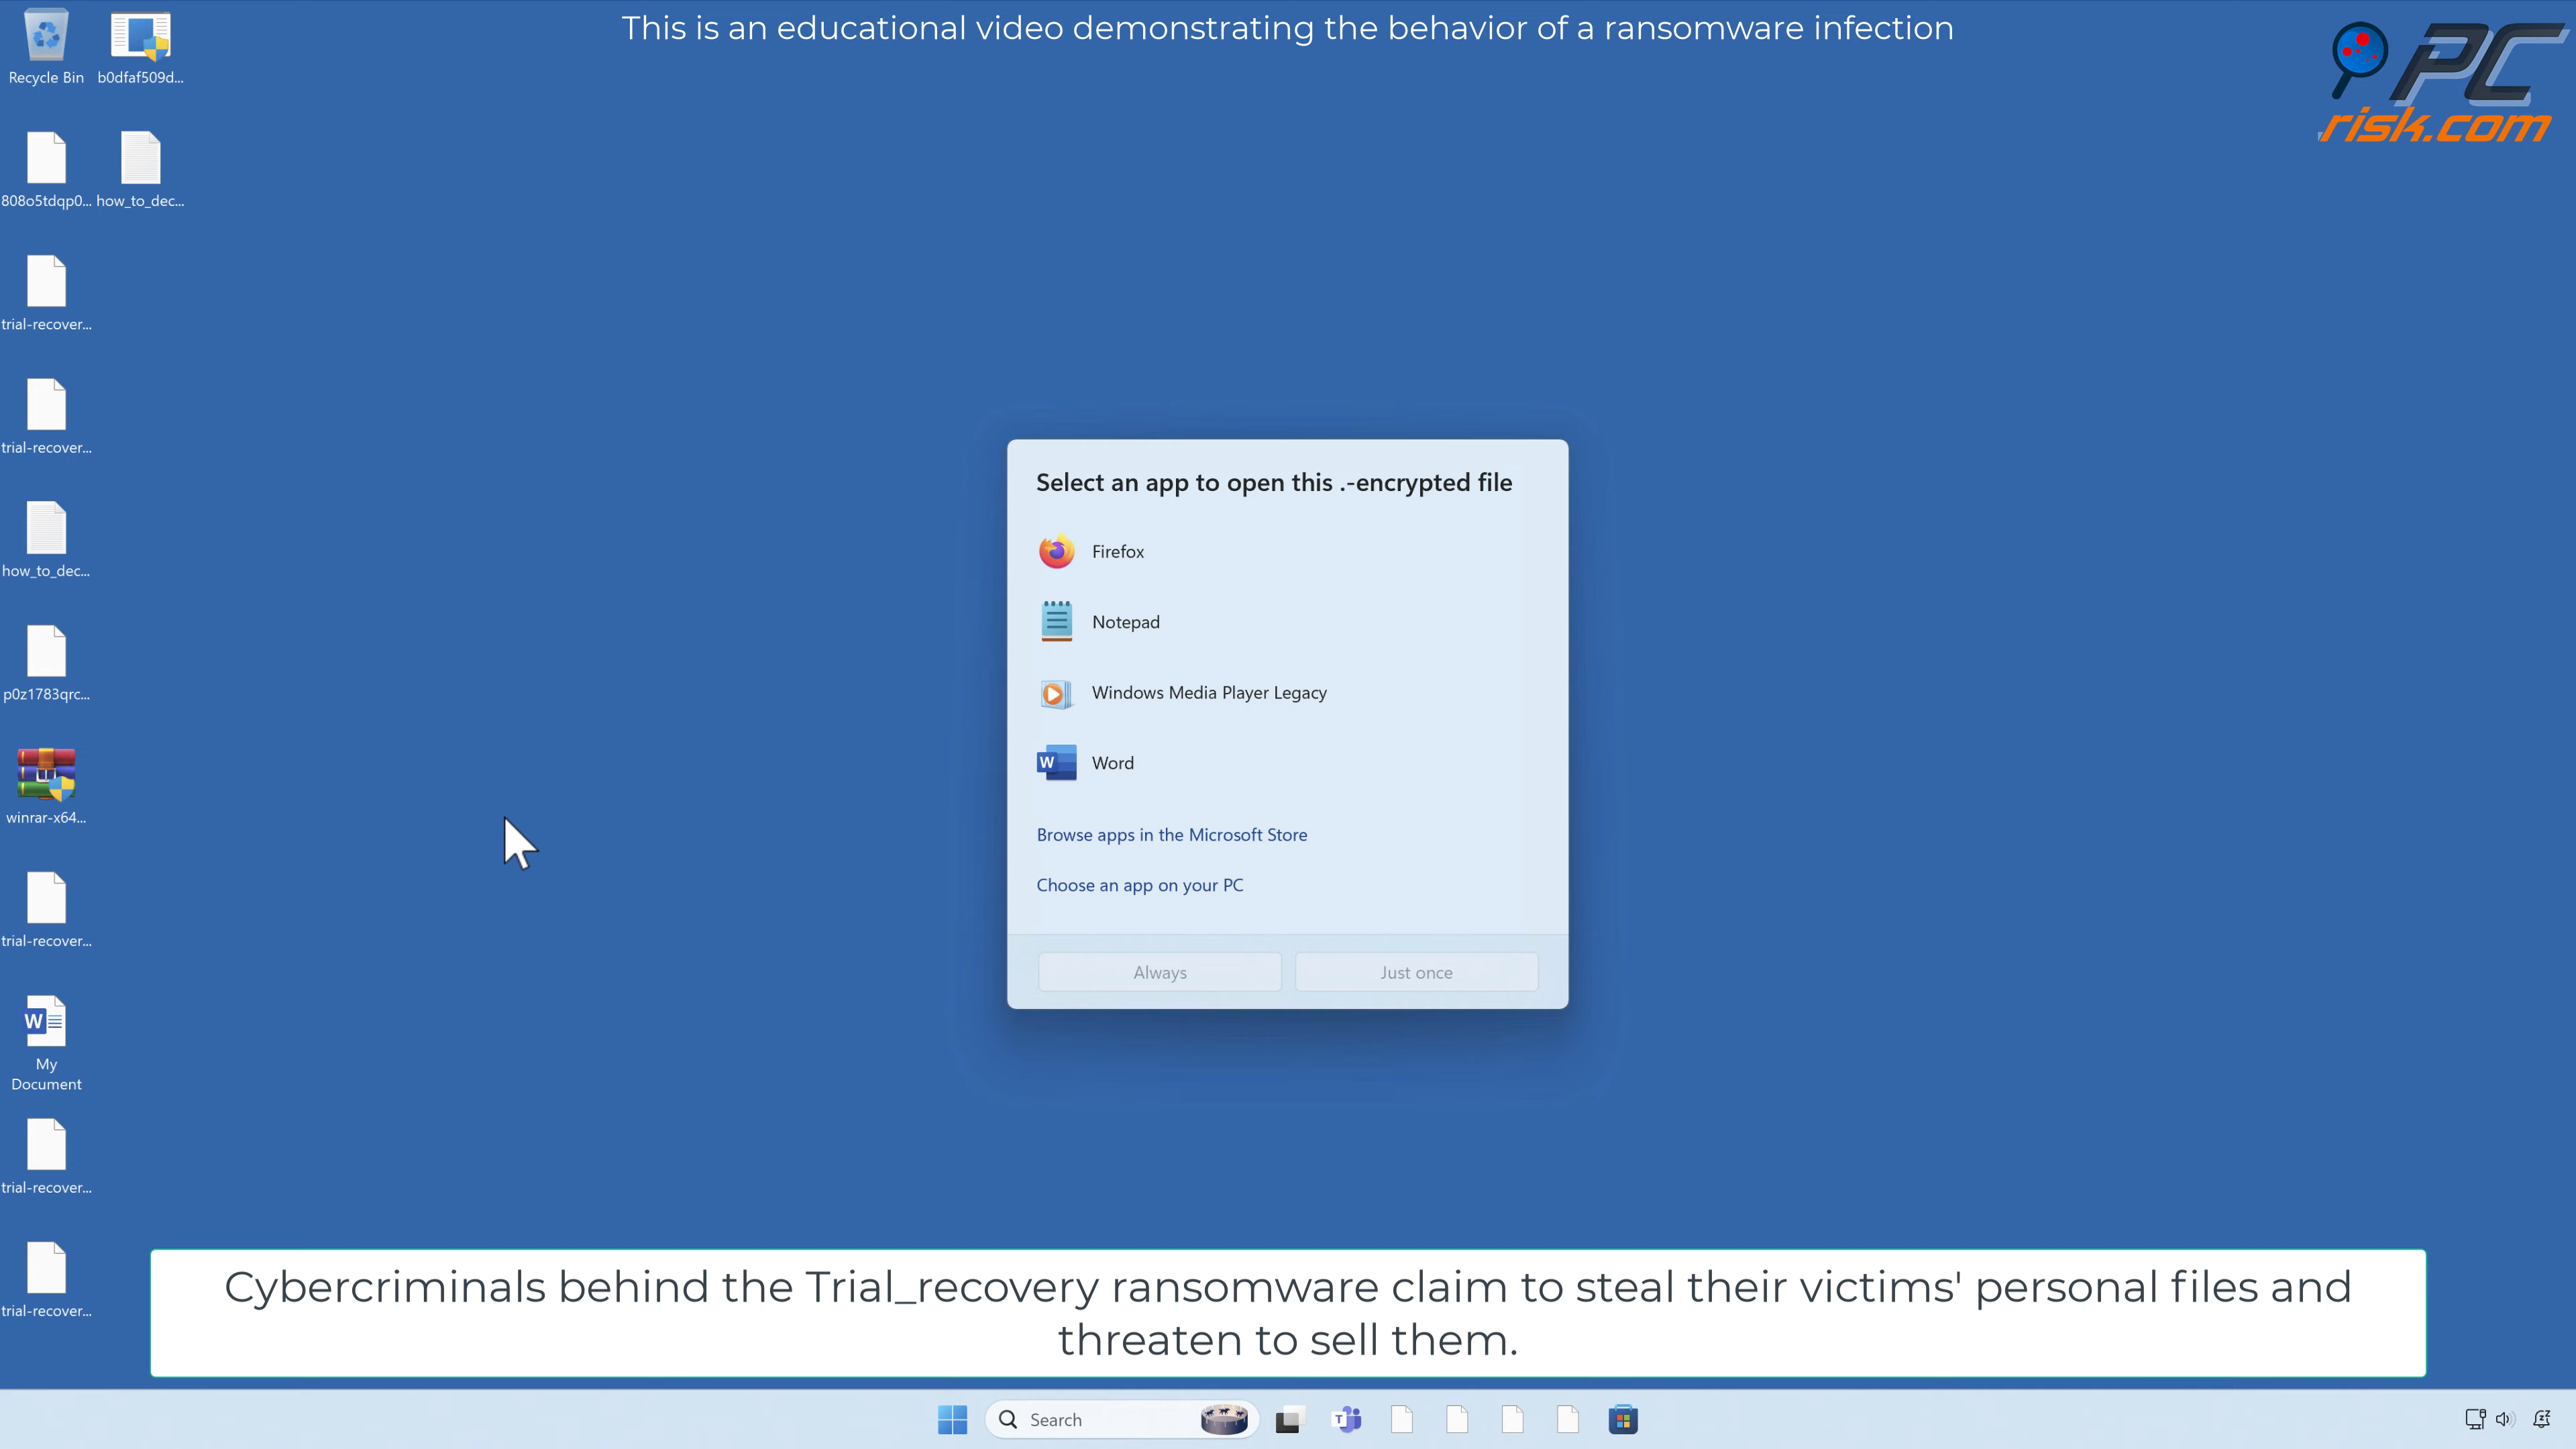 This is an educational video demonstrating the behavior of a ransomware infection
PC
risk.com
Recycle Bin
b0dfaf509d...
808o5tdqp0...
how_to_dec...
trial-recover...
trial-recover...
how_to_dec...
p0z1783qrc...
winrar-x64...
trial-recover...
My
Document
trial-recover...
trial-recover...
Select an app to open this .-encrypted file
Firefox
Notepad
Windows Media Player Legacy
W
Word
Browse apps in the Microsoft Store
Choose an app on your PC
Always
Just once
W
Cybercriminals behind the Trial_recovery ransomware claim to steal their victims' personal files and
threaten to sell them.
Search
T